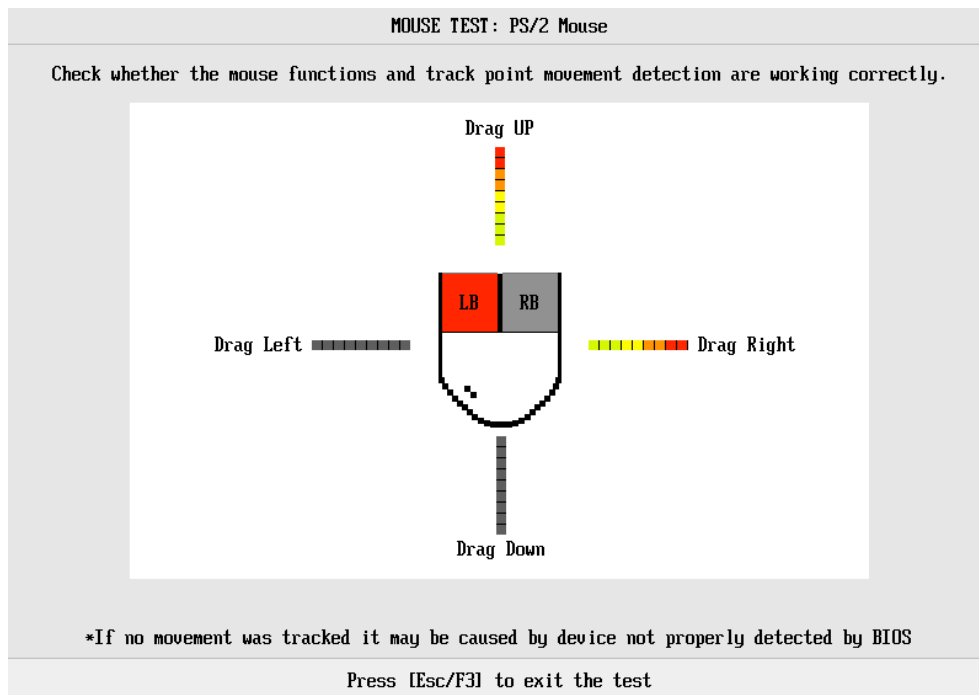 MOUSE TEST: PS/2 Mouse
Check whether the mouse functions and track point movement detection are working correctly.
Drag UP
LB RB
Drag Left Drag Right
Drag Down
*If no movement was tracked it may be caused by device not properly detected by BIOS
Press [Esc/F3] to exit the test